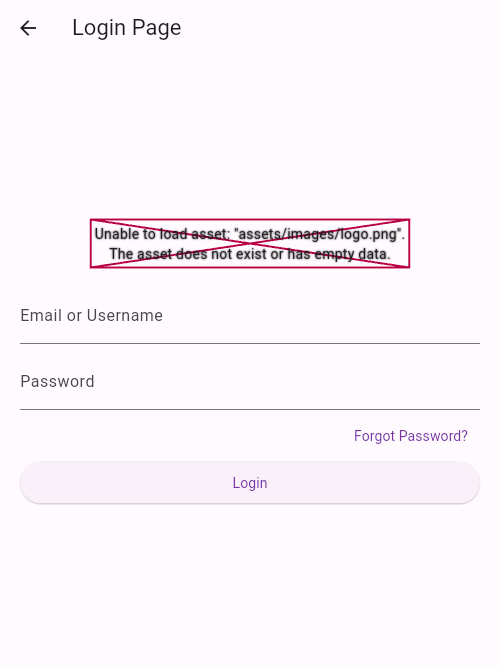 Login Page
Unable to load asset: "assets/images/logo.png".
The asset does not exist or has empty data.
Email or Username
Password
Forgot Password?
Login